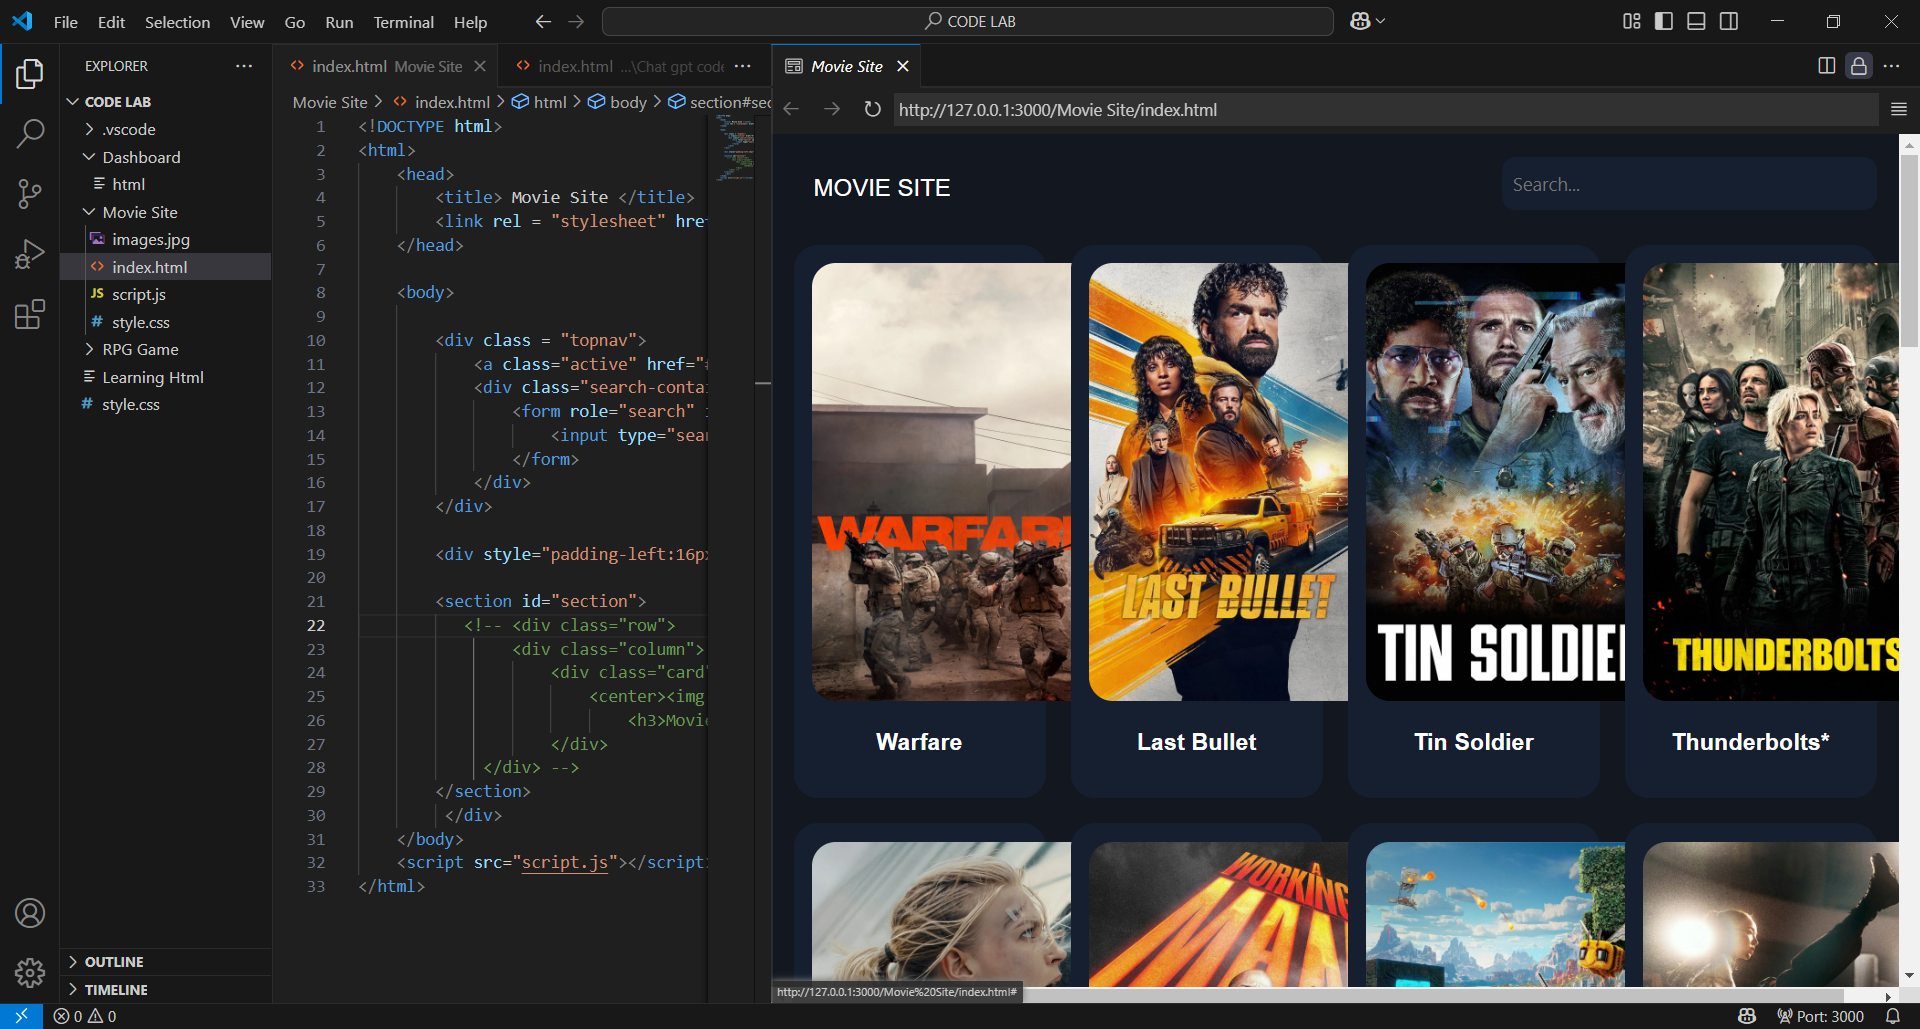 File Edit Selection View Go Run Terminal Help
CODE LAB
EXPLORER
CODE LAB
.vscode
Dashboard
html
Movie Site
images.jpg
index.html
JS script.js
# style.css
RPG Game
Learning Html
# style.css
OUTLINE
TIMELINE
index.html Movie Site
index.html ...\Chat gpt code
Movie Site > index.html > html > body > section#sec
1 <!DOCTYPE html>
2 <html>
3 <head>
4 <title> Movie Site </title>
5 <link rel = "stylesheet" href
6 </head>
7
8 <body>
9
10 <div class = "topnav">
11 <a class="active" href="#
12 <div class="search-contai
13 <form role="search" i
14 <input type="sear
15 </form>
16 </div>
17 </div>
18
19 <div style="padding-left:16px
20
21 <section id="section">
22 <!-- <div class="row">
23 <div class="column">
24 <div class="card"
25 <center><img
26 <h3>Movie
27 </div>
28 </div> -->
29 </section>
30 </div>
31 </body>
32 <script src="script.js"></script>
33 </html>
Movie Site
http://127.0.0.1:3000/Movie Site/index.html
MOVIE SITE
Search...
WARFARE
LAST BULLET
TIN SOLDIE
THUNDERBOLTS
Warfare
Last Bullet
Tin Soldier
Thunderbolts*
A
WORKING
MAN
http://127.0.0.1:3000/Movie%20Site/index.html#
0 0
Port: 3000